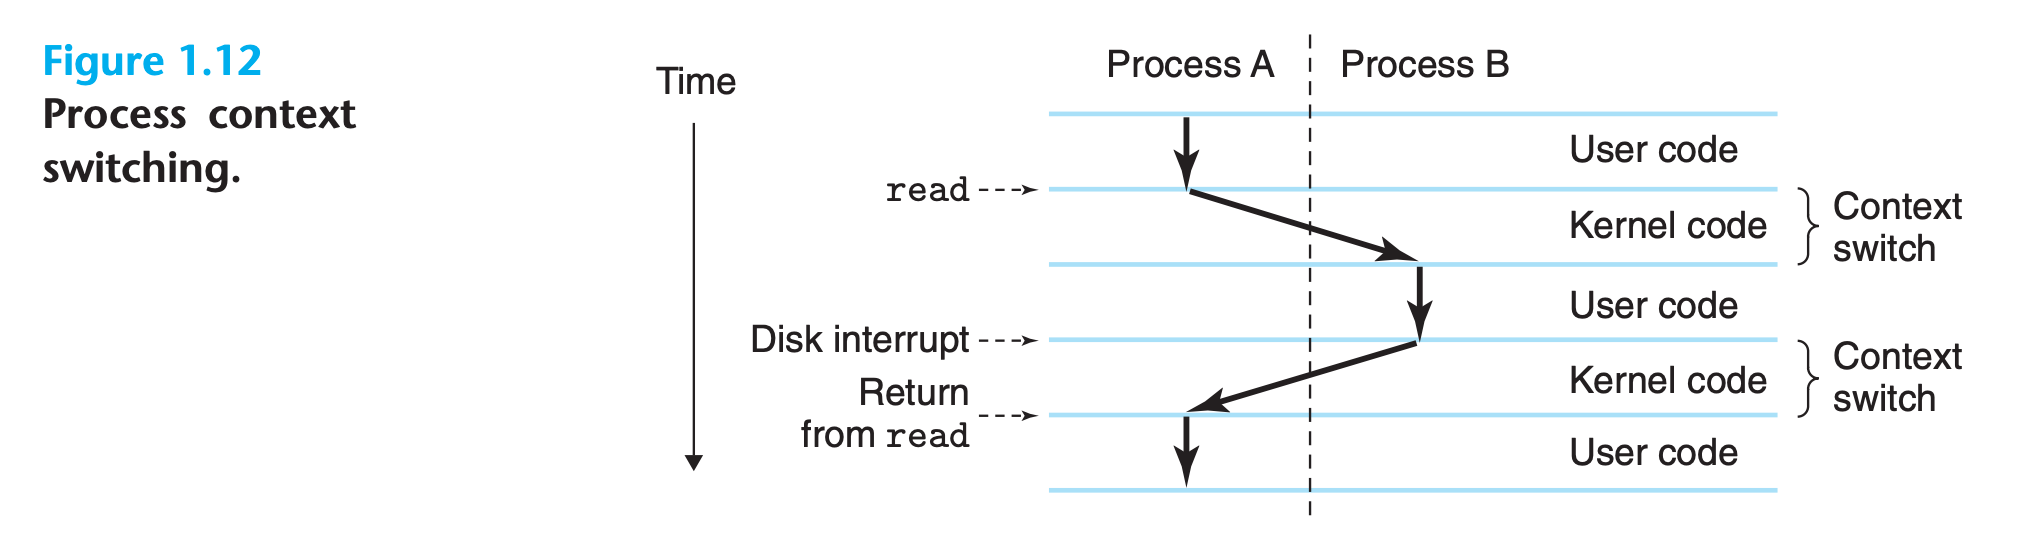 Figure 1.12
Process context
switching.
Time
Process A
Process B
User code
read
Kernel code
Context
switch
User code
Disk interrupt
Kernel code
Context
switch
Return
from read
User code